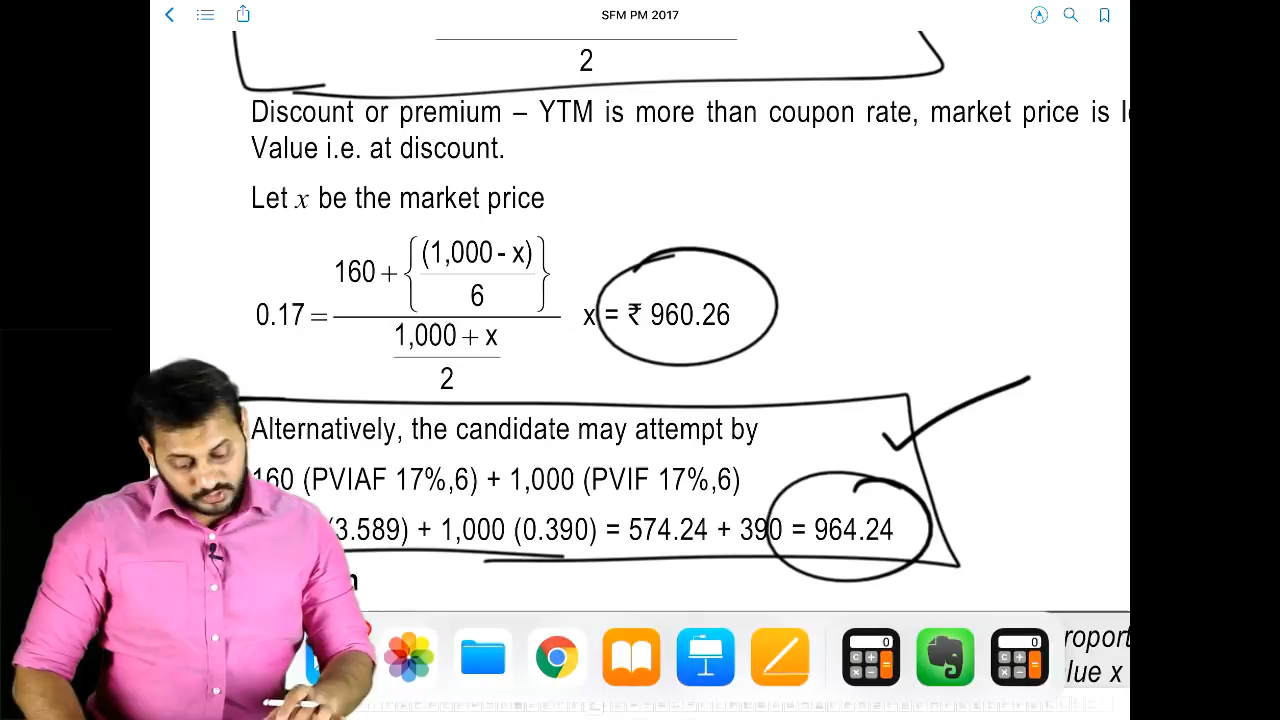 SFM PM 2017
2
Discount or premium – YTM is more than coupon rate, market price is
Value i.e. at discount.
Let x be the market price
0.17 = 160 + {(1,000 - x) / 6} / (1,000 + x) / 2 x = ₹ 960.26
Alternatively, the candidate may attempt by
160 (PVIAF 17%,6) + 1,000 (PVIF 17%,6)
(3.589) + 1,000 (0.390) = 574.24 + 390 = 964.24